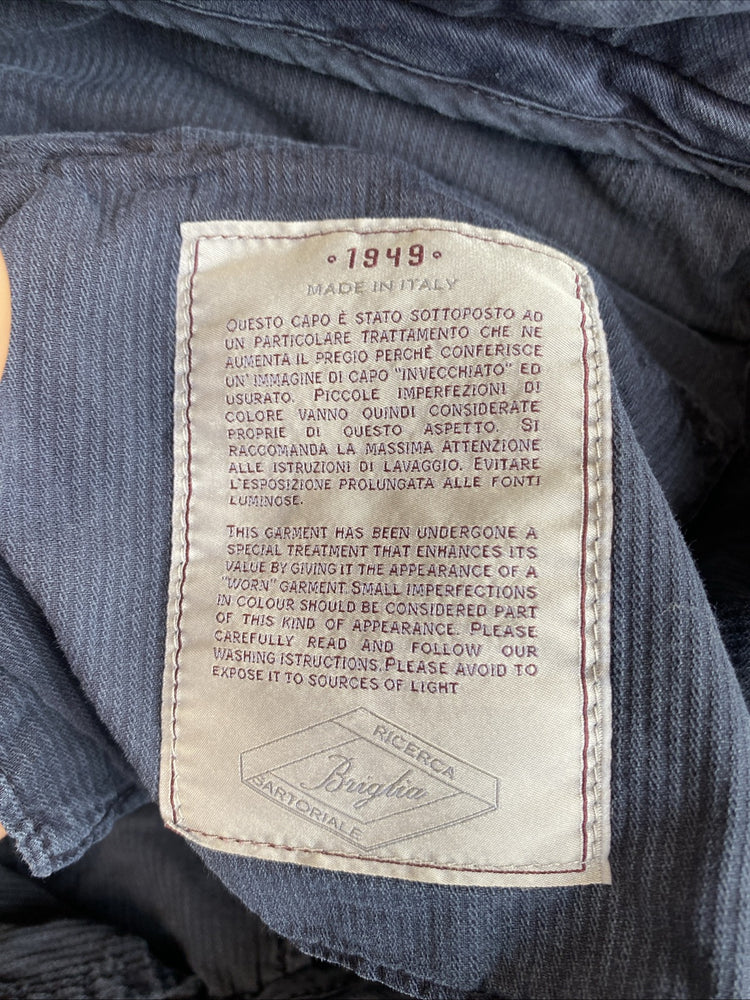 ◦1949◦
MADE IN ITALY
QUESTO CAPO È STATO SOTTOPOSTO AD
UN PARTICOLARE TRATTAMENTO CHE NE
AUMENTA IL PREGIO PERCHÈ CONFERISCE
UN'IMMAGINE DI CAPO "INVECCHIATO" ED
USURATO. PICCOLE IMPERFEZIONI DI
COLORE VANNO QUINDI CONSIDERATE
PROPRIE DI QUESTO ASPETTO. SI
RACCOMANDA LA MASSIMA ATTENZIONE
ALLE ISTRUZIONI DI LAVAGGIO. EVITARE
L'ESPOSIZIONE PROLUNGATA ALLE FONTI
LUMINOSE.
THIS GARMENT HAS BEEN UNDERGONE A
SPECIAL TREATMENT THAT ENHANCES ITS
VALUE BY GIVING IT THE APPEARANCE OF A
"WORN" GARMENT. SMALL IMPERFECTIONS
IN COLOUR SHOULD BE CONSIDERED PART
OF THIS KIND OF APPEARANCE. PLEASE
CAREFULLY READ AND FOLLOW OUR
WASHING ISTRUCTIONS. PLEASE AVOID TO
EXPOSE IT TO SOURCES OF LIGHT
RICERCA
Briglia
SARTORIALE